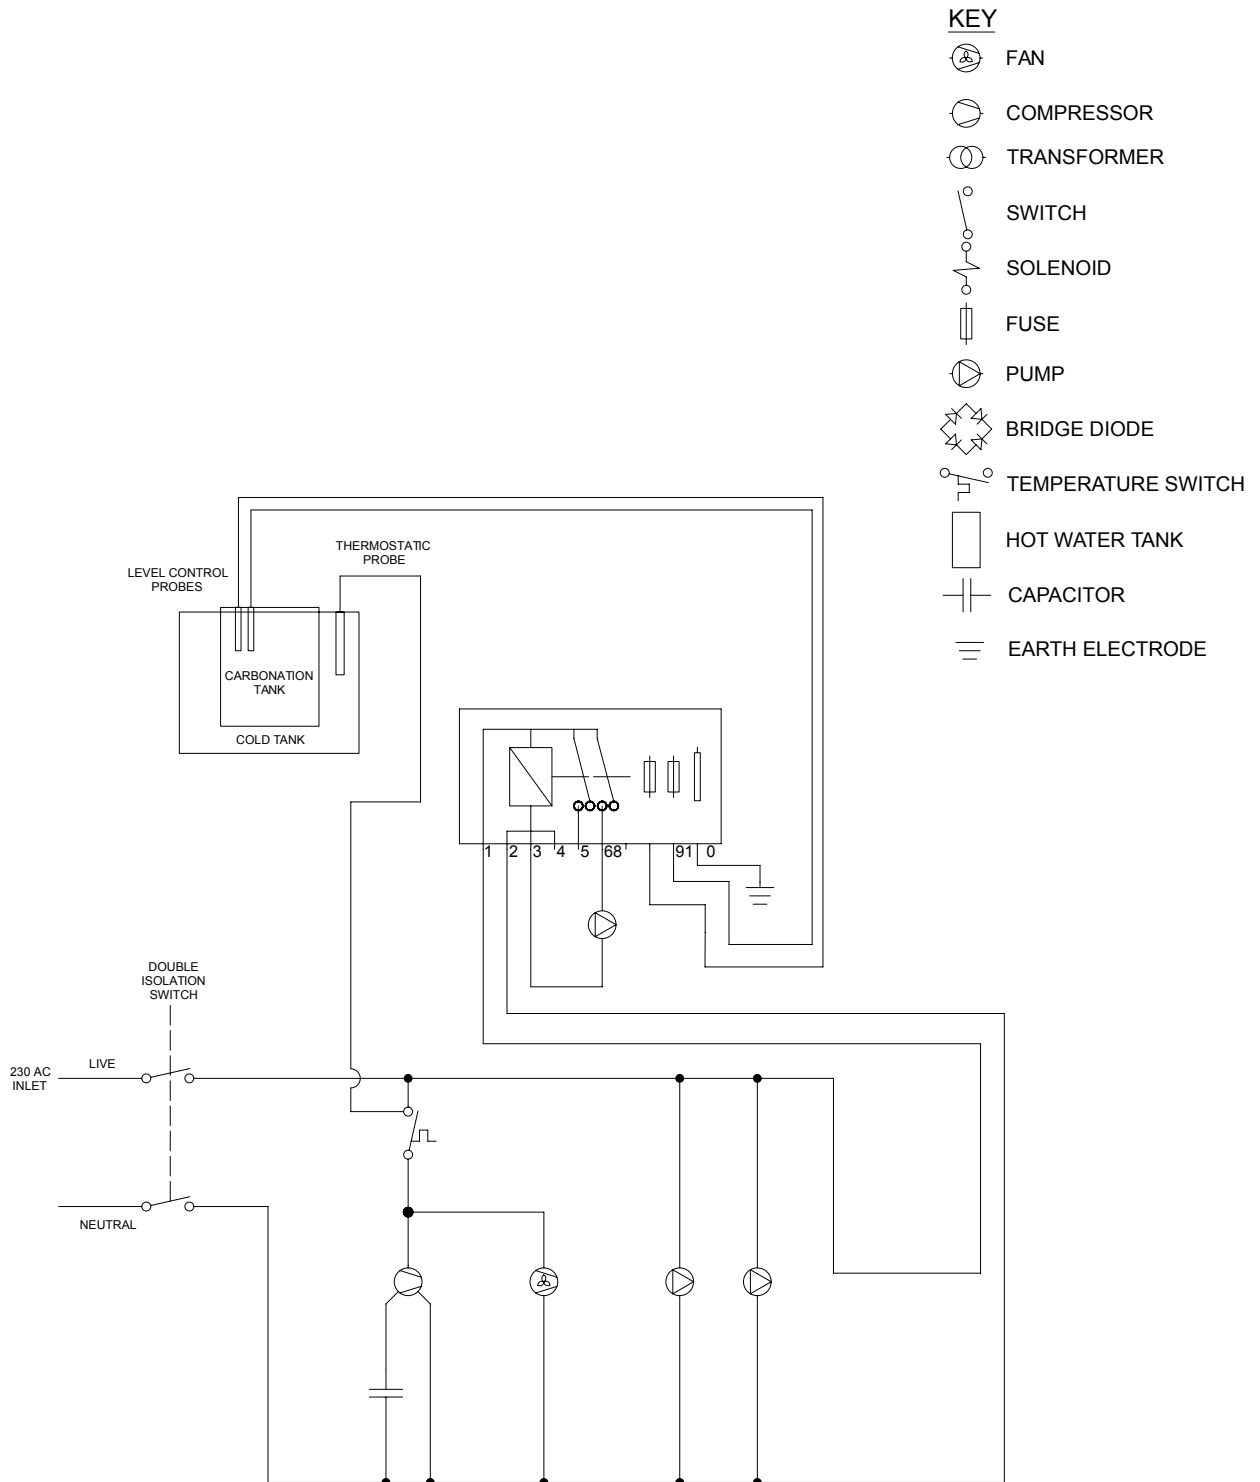 KEY
FAN
COMPRESSOR
TRANSFORMER
SWITCH
SOLENOID
FUSE
PUMP
BRIDGE DIODE
TEMPERATURE SWITCH
HOT WATER TANK
CAPACITOR
EARTH ELECTRODE
THERMOSTATIC
PROBE
LEVEL CONTROL
PROBES
CARBONATION
TANK
COLD TANK
1 2 3 4 5 68 91 0
DOUBLE
ISOLATION
SWITCH
LIVE
230 AC
INLET
NEUTRAL